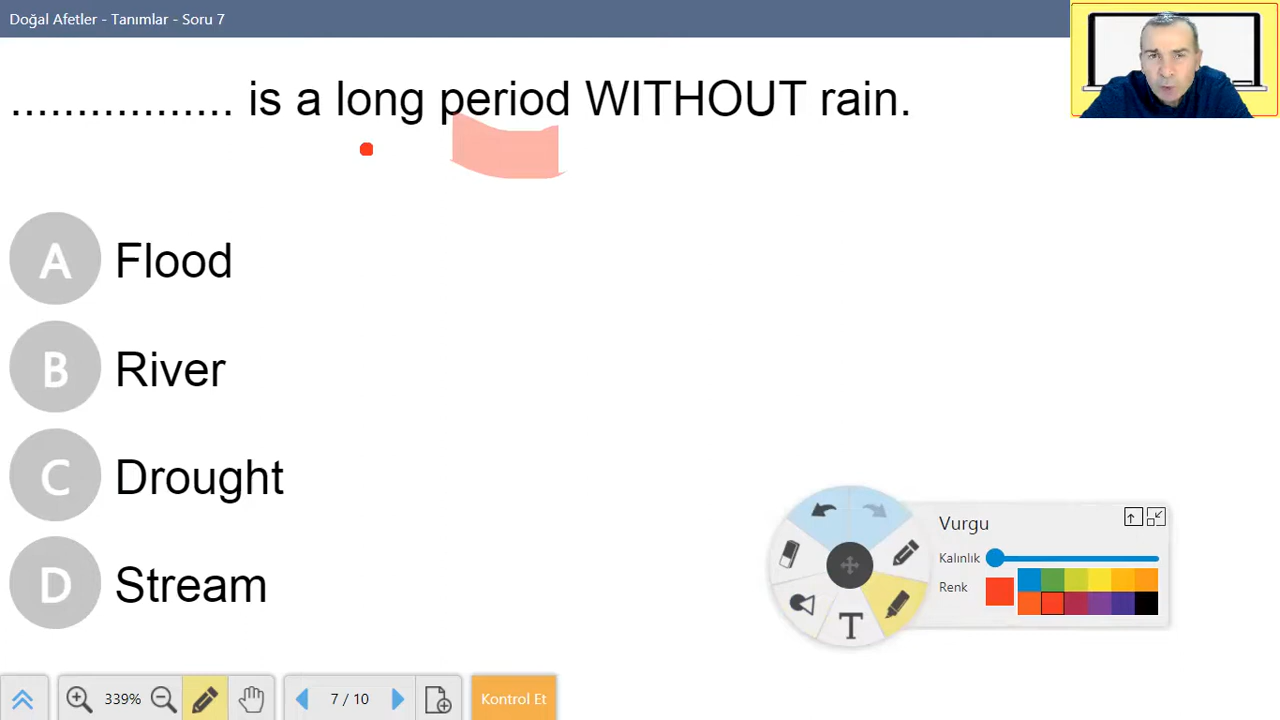 Doğal Afetler - Tanımlar - Soru 7
................. is a long period WITHOUT rain.
A Flood
B River
C Drought
D Stream
Vurgu
Kalınlık
Renk
T
339%
7 / 10
Kontrol Et